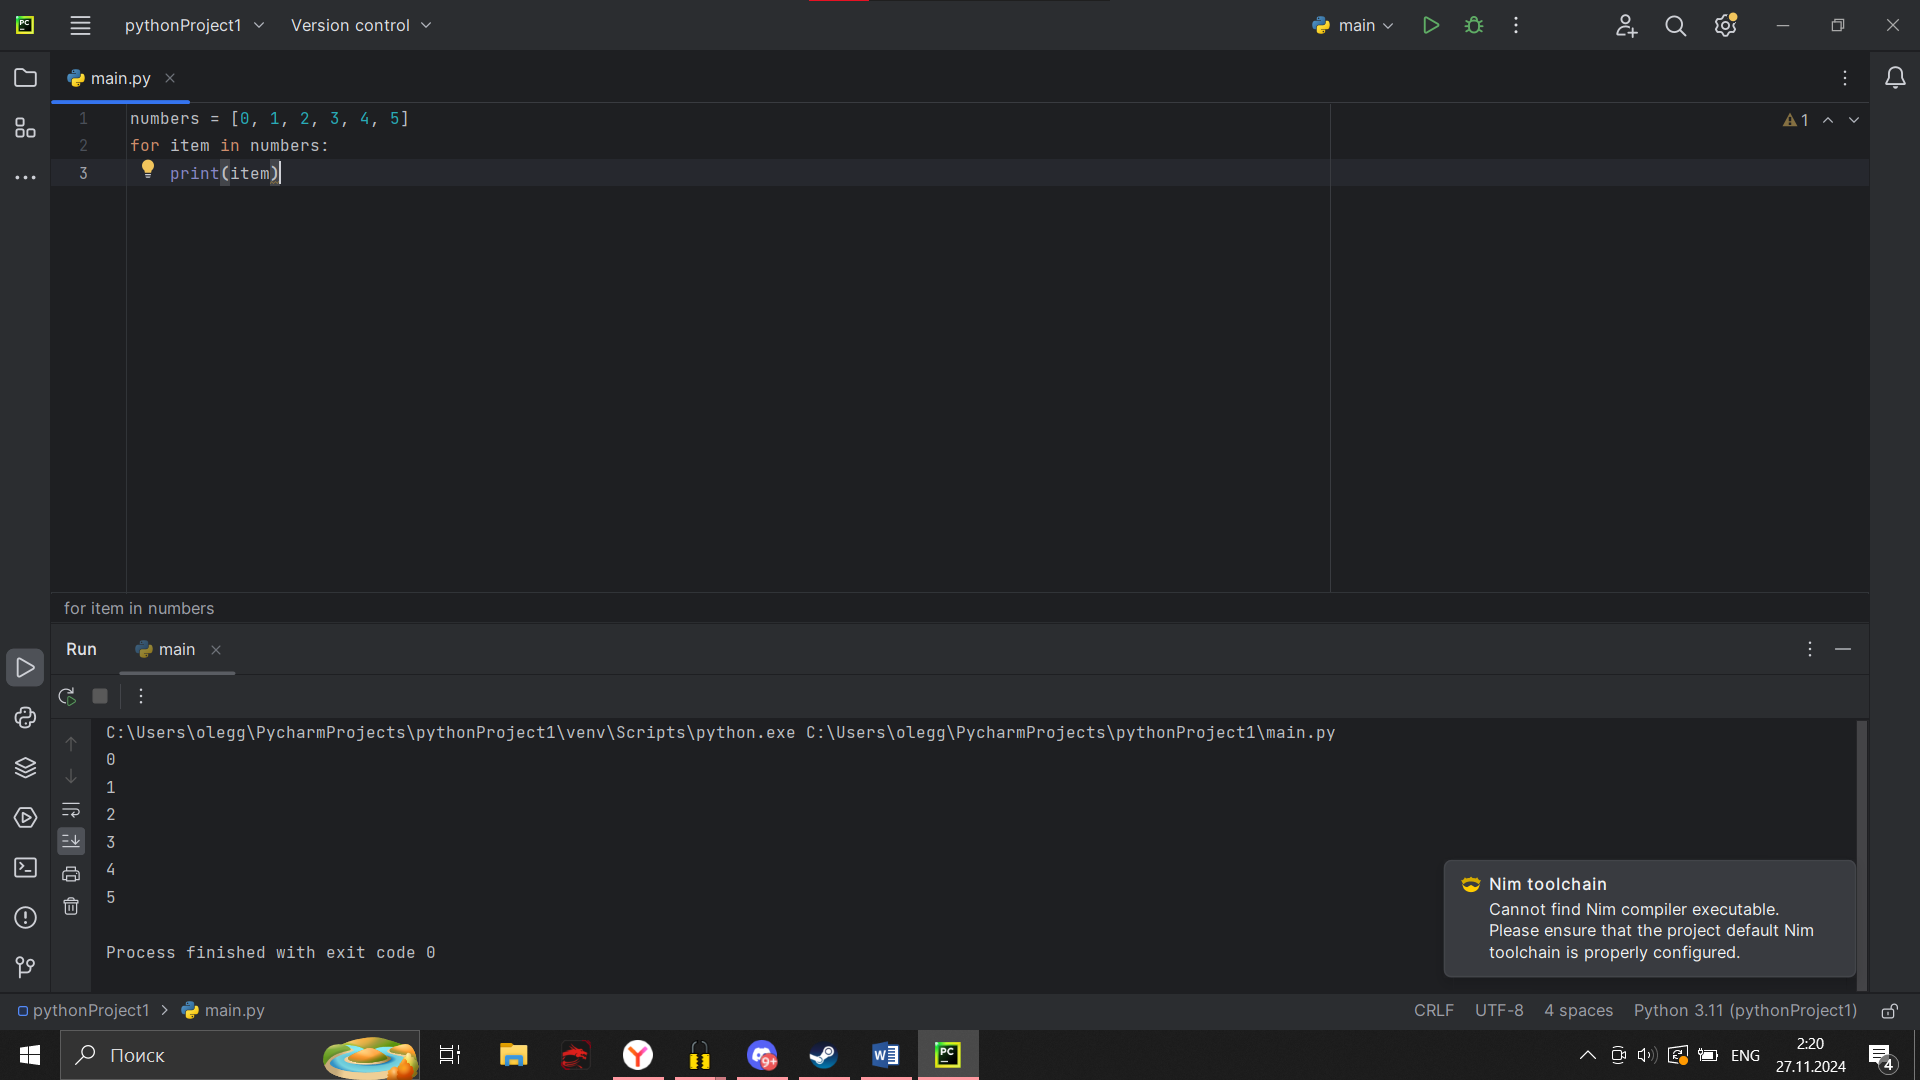 PC pythonProject1 Version control main
main.py
1 numbers = [0, 1, 2, 3, 4, 5] 1
2 for item in numbers:
3 print(item)
for item in numbers
Run main
C:\Users\olegg\PycharmProjects\pythonProject1\venv\Scripts\python.exe C:\Users\olegg\PycharmProjects\pythonProject1\main.py
0
1
2
3
4
5
Process finished with exit code 0
Nim toolchain
Cannot find Nim compiler executable.
Please ensure that the project default Nim
toolchain is properly configured.
pythonProject1 main.py CRLF UTF-8 4 spaces Python 3.11 (pythonProject1)
Поиск 9+ W PC ENG 2:20
27.11.2024 4